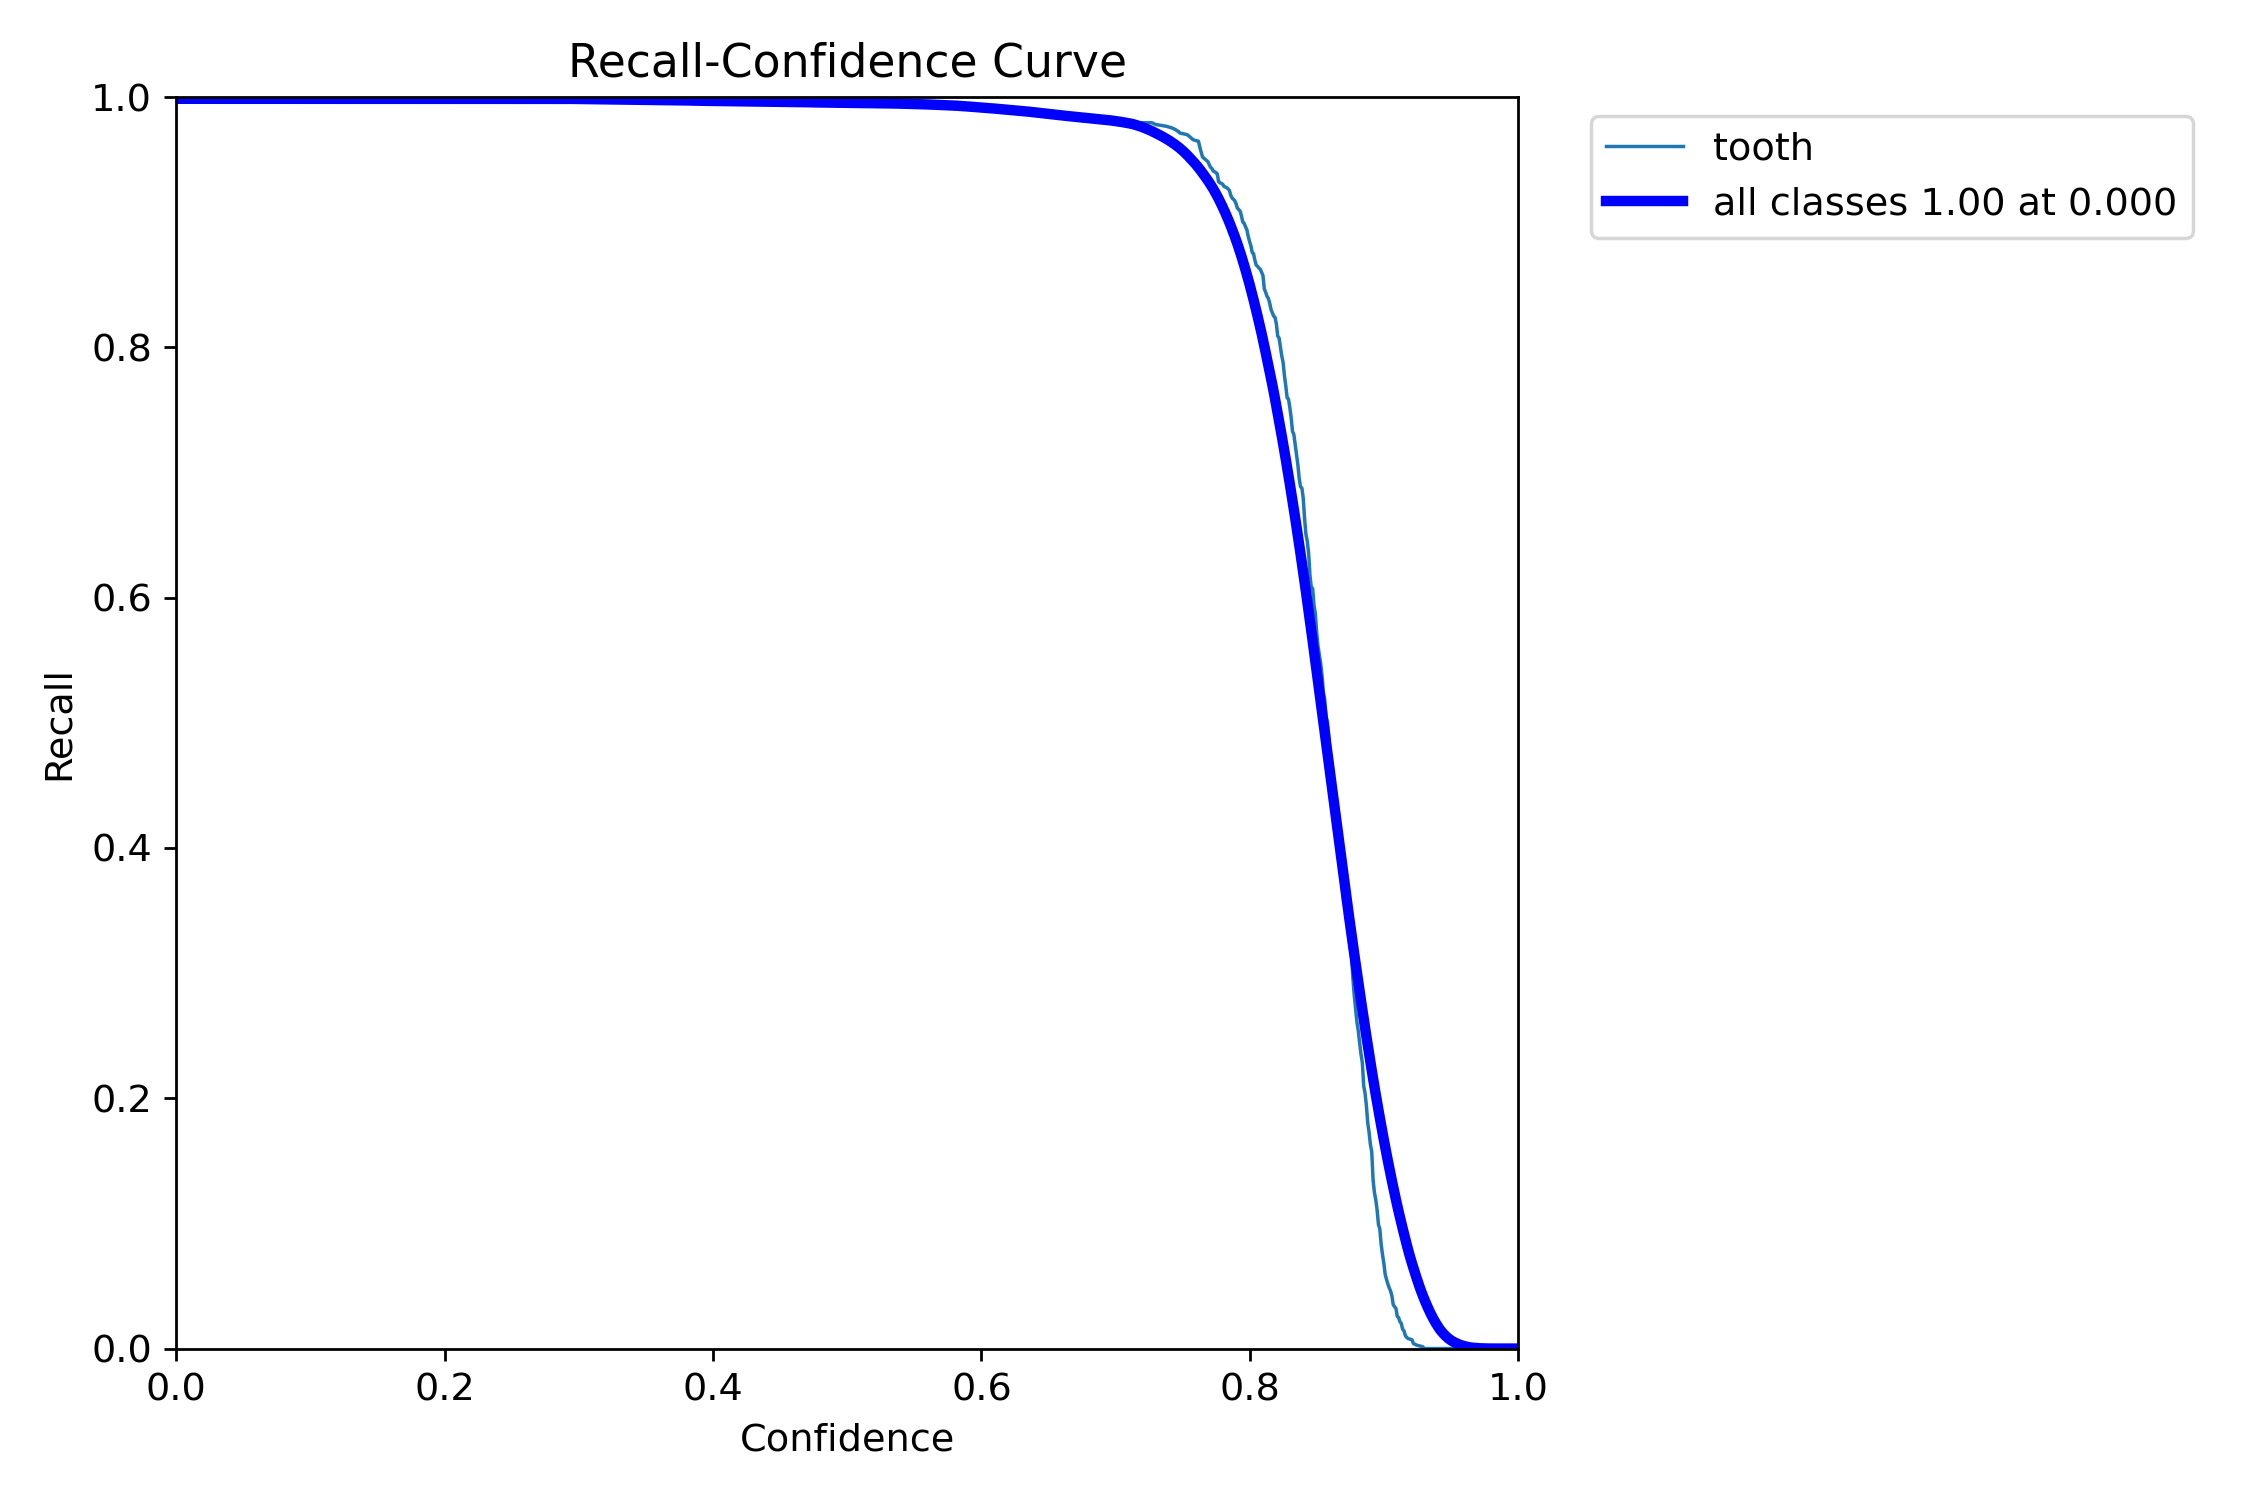 Recall-Confidence Curve
1.0
0.8
0.6
0.4
0.2
0.0
Recall
0.0 0.2 0.4 0.6 0.8 1.0
Confidence
tooth
all classes 1.00 at 0.000